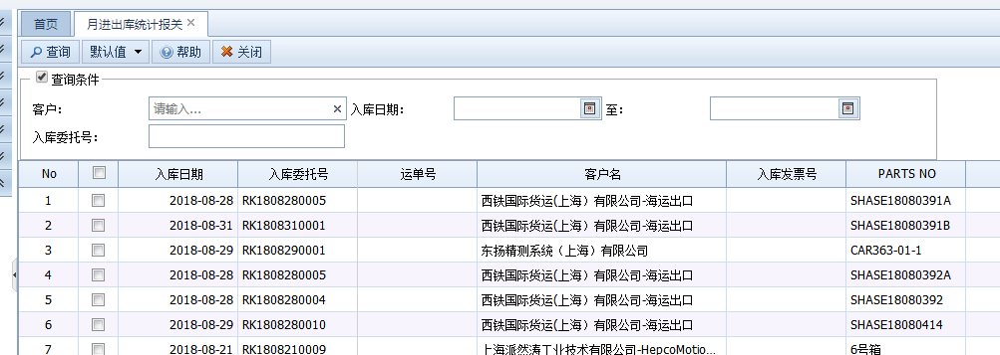 首页 月进出库统计报关
查询 默认值 帮助 关闭
查询条件
客户： 请输入... 入库日期： 至：
入库委托号：
No 入库日期 入库委托号 运单号 客户名 入库发票号 PARTS NO
1 2018-08-28 RK1808280005 西铁国际货运(上海）有限公司-海运出口 SHASE18080391A
2 2018-08-31 RK1808310001 西铁国际货运(上海）有限公司-海运出口 SHASE18080391B
3 2018-08-29 RK1808290001 东扬精测系统（上海）有限公司 CAR363-01-1
4 2018-08-28 RK1808280005 西铁国际货运(上海）有限公司-海运出口 SHASE18080392A
5 2018-08-28 RK1808280004 西铁国际货运(上海）有限公司-海运出口 SHASE18080392
6 2018-08-29 RK1808280010 西铁国际货运(上海）有限公司-海运出口 SHASE18080414
7 2018-08-21 RK1808210009 上海派然涛工业技术有限公司-HepcoMotio... 6号箱